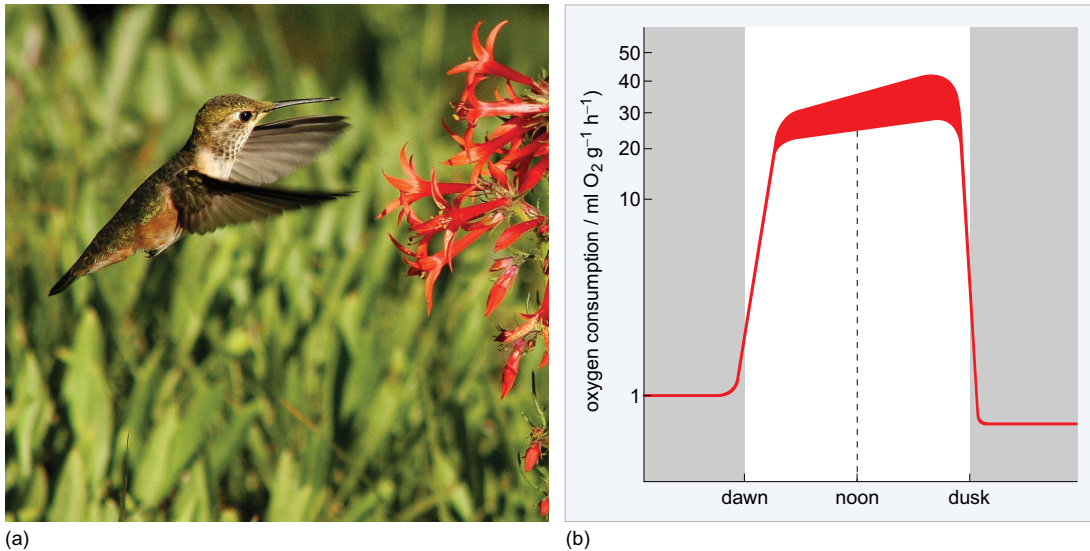 50
40
30
20
10
1
oxygen consumption / ml O₂ g⁻¹ h⁻¹
dawn noon dusk
(a) (b)